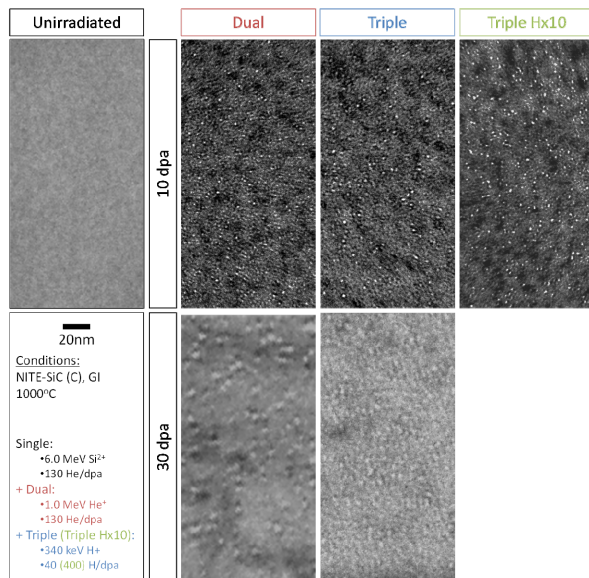 Unirradiated
Dual
Triple
Triple Hx10
10 dpa
20nm
Conditions:
NITE-SiC (C), GI
1000°C
Single:
•6.0 MeV Si²⁺
•130 He/dpa
+ Dual:
•1.0 MeV He⁺
•130 He/dpa
+ Triple (Triple Hx10):
•340 keV H+
•40 (400) H/dpa
30 dpa